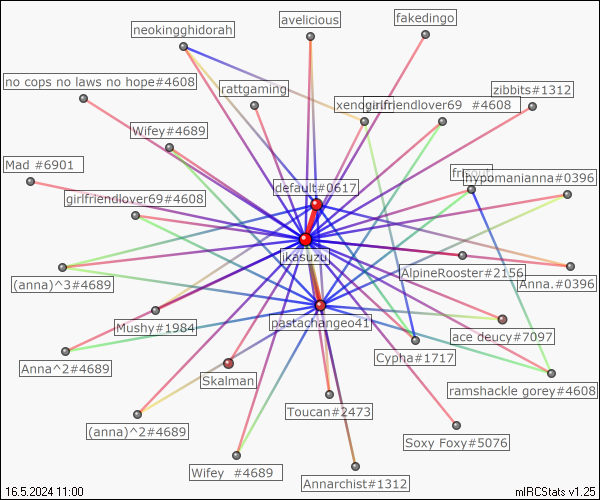 avelicious
fakedingo
neokingghidorah
no cops no laws no hope#4608
rattgaming
zibbits#1312
girlfriendlover69 #4608
Wifey#4689
Mad #6901
default#0617
hypomanianna#0396
girlfriendlover69#4608
ikasuzu
(anna)^3#4689
AlpineRooster#2156
Anna.#0396
Mushy#1984
pastachangeo41
ace deucy#7097
Cypha#1717
Anna^2#4689
Skalman
ramshackle gorey#4608
Toucan#2473
(anna)^2#4689
Soxy Foxy#5076
Wifey #4689
Annarchist#1312
16.5.2024 11:00
mIRCStats v1.25